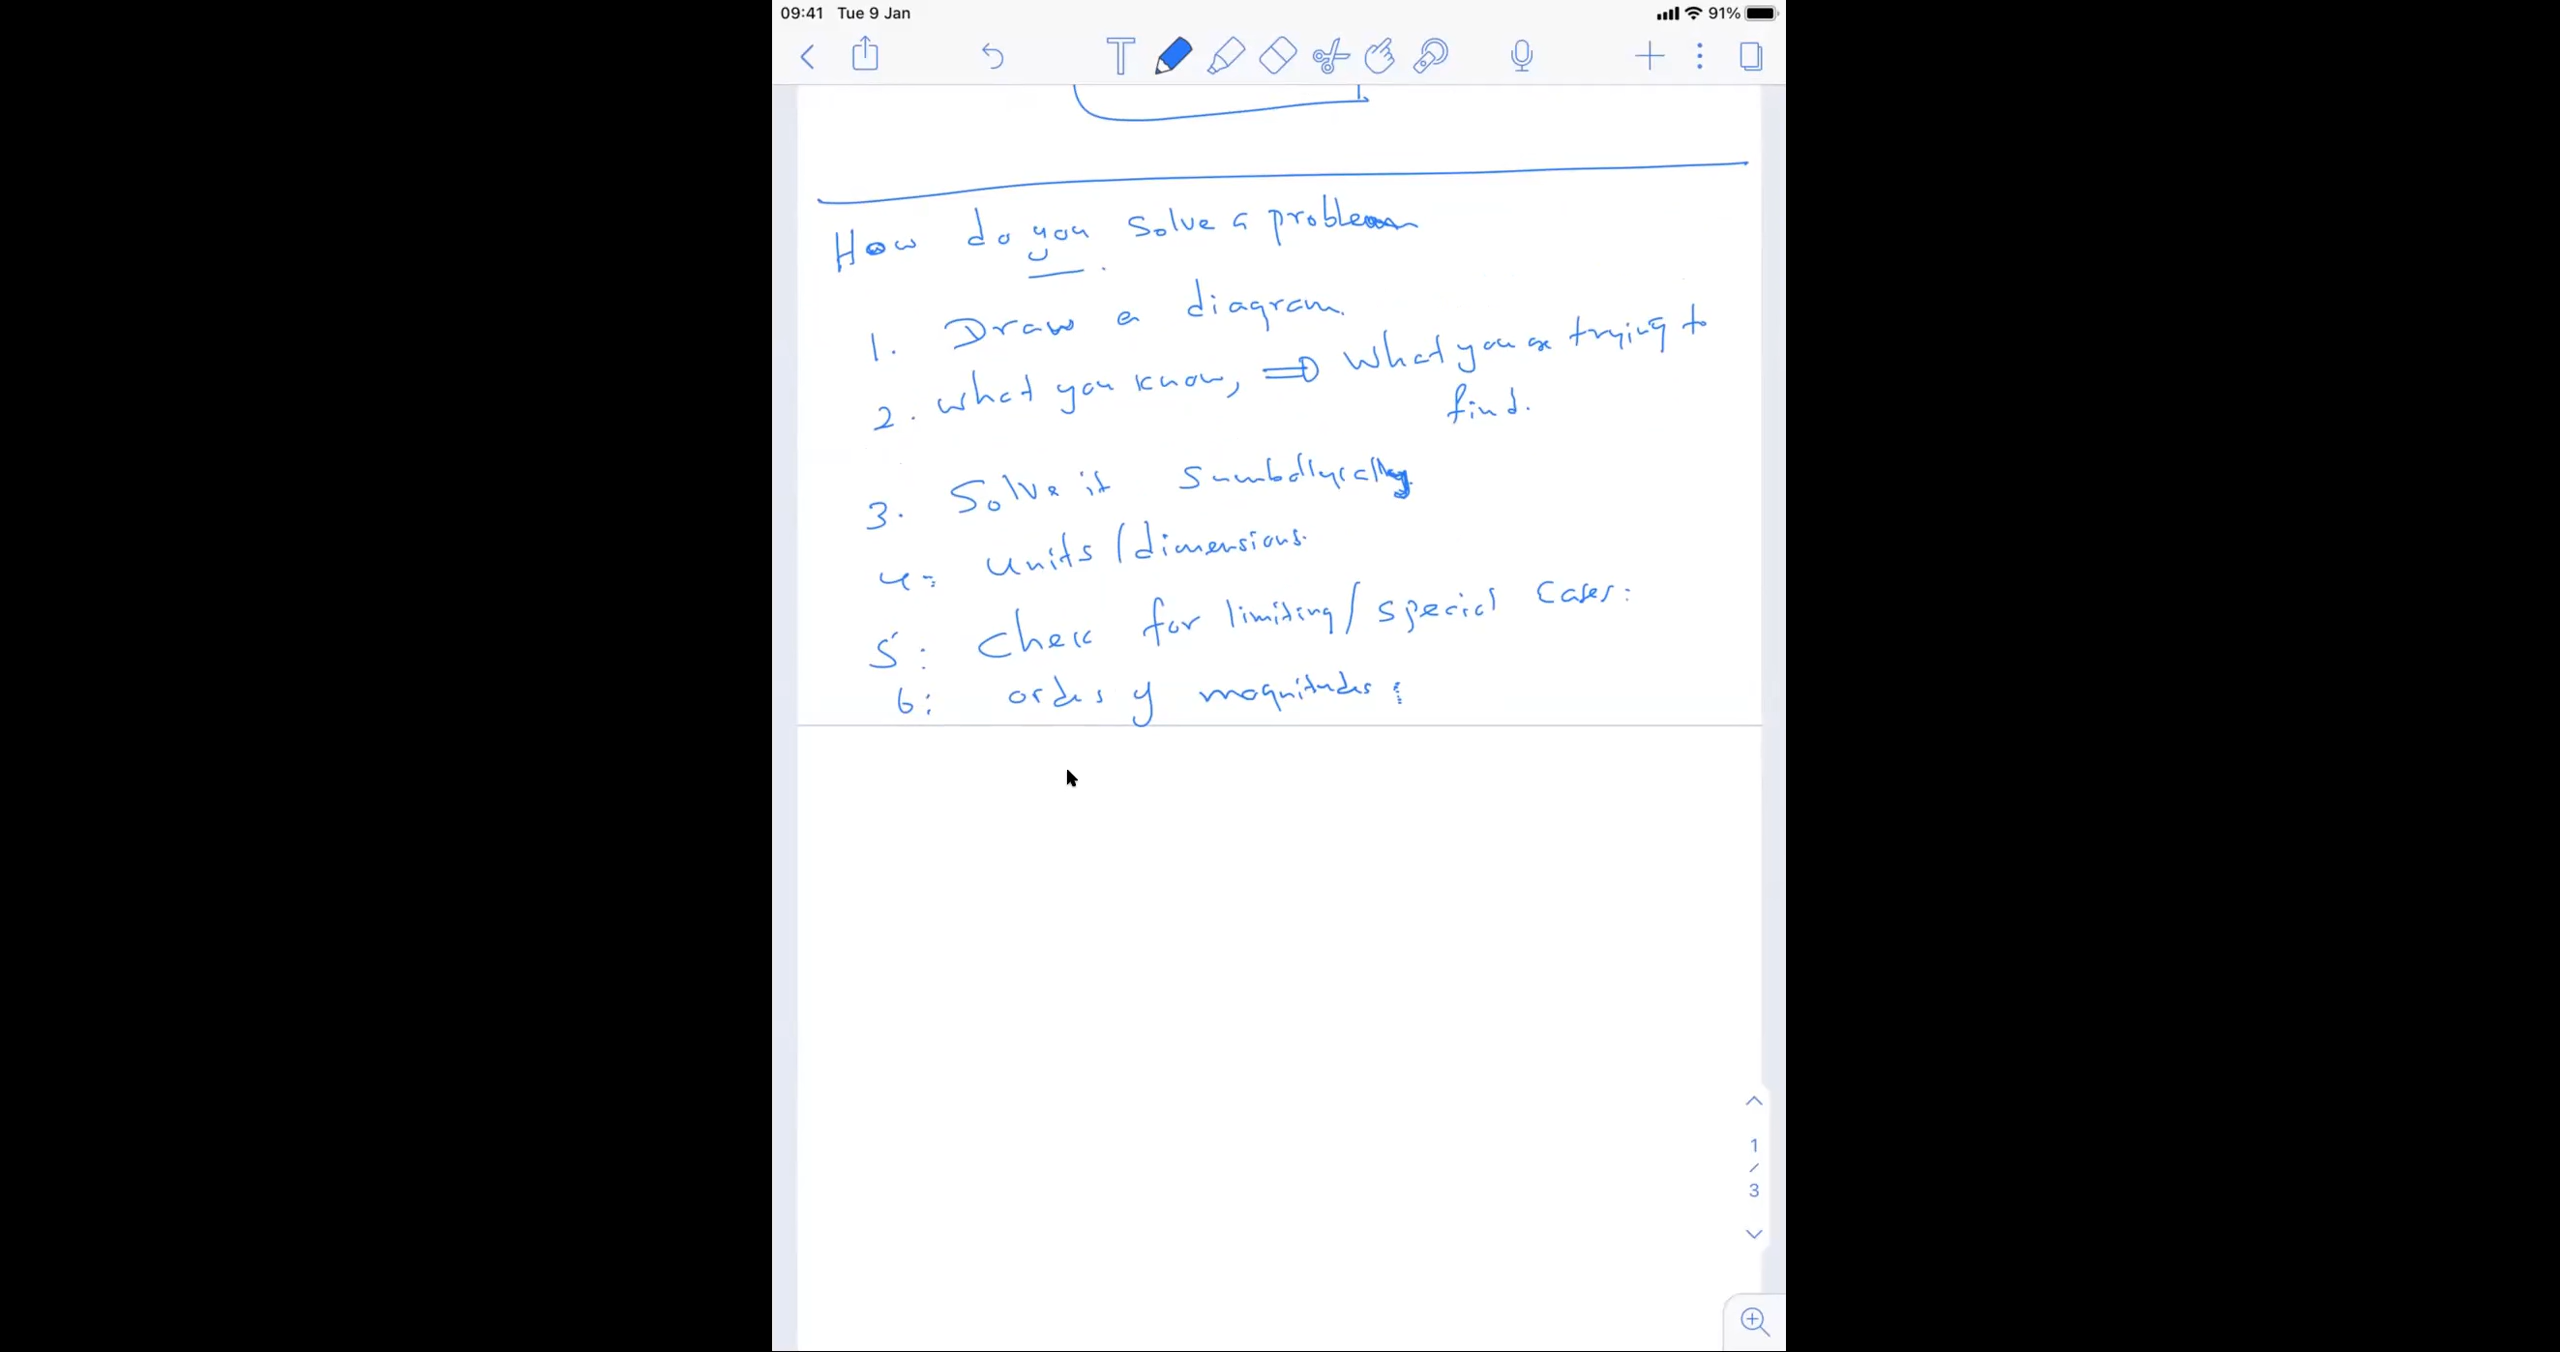 09:41 Tue 9 Jan 91%
How do you solve a problem
1. Draw a diagram.
2. what you know, ⇒ what you are trying to
find.
3. Solve it Sumbollyically
4: units / dimensions.
5: Check for limiting / special cases:
6: orders of magnitudes :
1
/
3